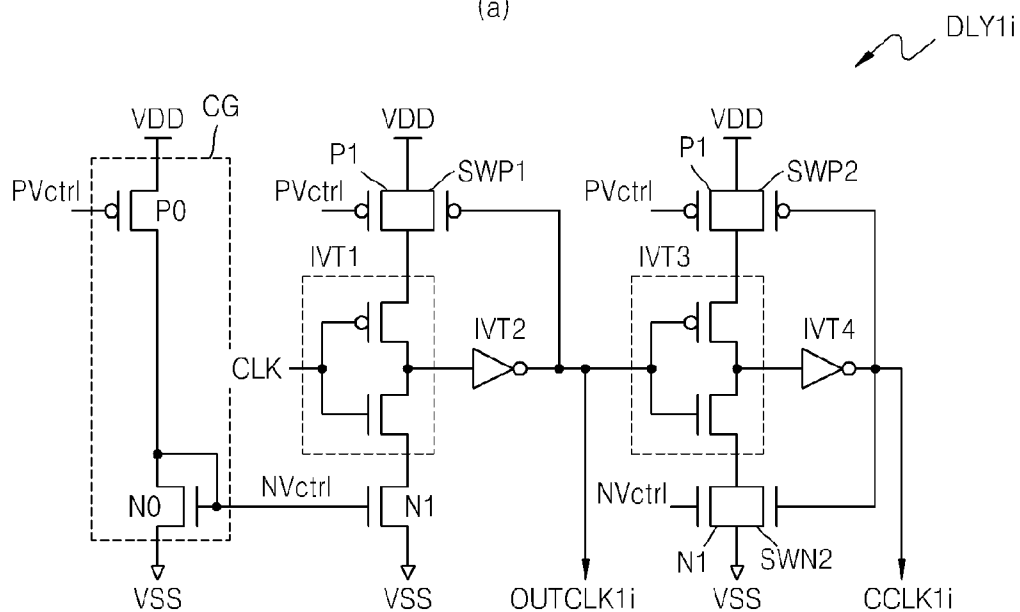 (a)
DLY1i
CG
VDD
VDD
VDD
P1
SWP1
P1
SWP2
PVctrl
P0
PVctrl
PVctrl
IVT1
IVT3
IVT2
IVT4
CLK
N0
NVctrl
N1
NVctrl
N1
SWN2
VSS
VSS
OUTCLK1i
VSS
CCLK1i